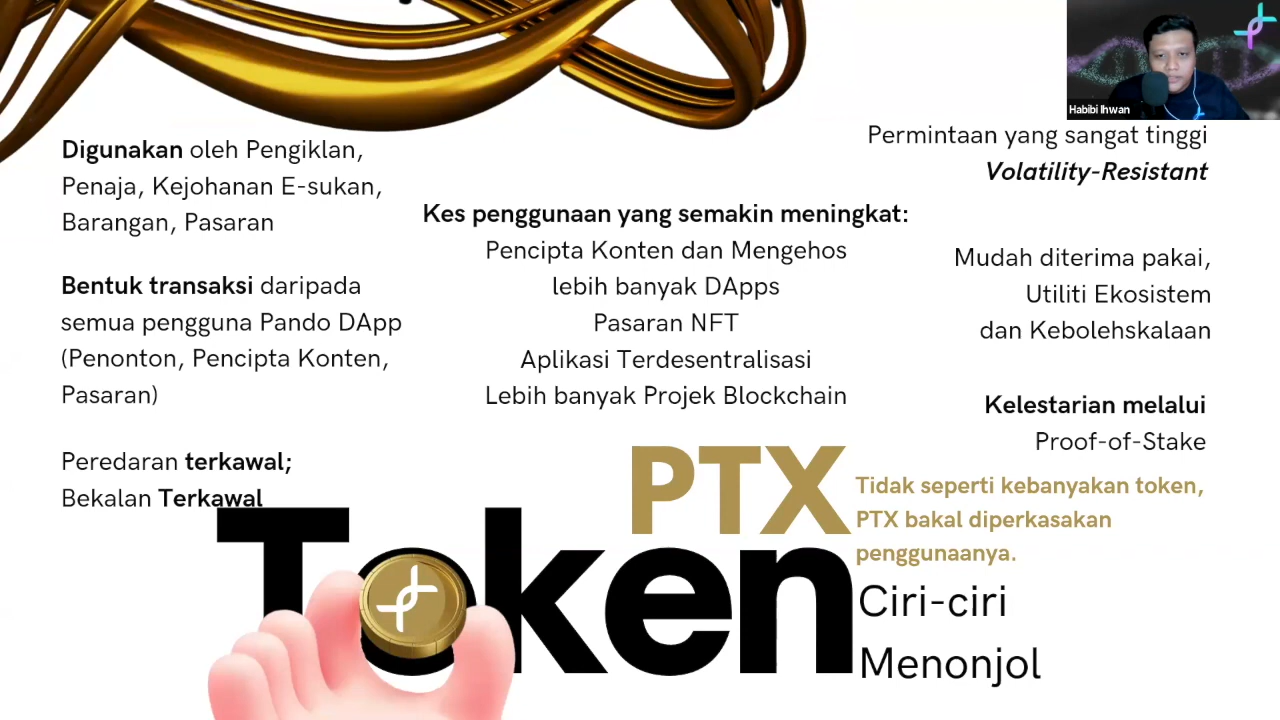 Habibi Ihwan
Digunakan oleh Pengiklan,
Penaja, Kejohanan E-sukan,
Barangan, Pasaran
Bentuk transaksi daripada
semua pengguna Pando DApp
(Penonton, Pencipta Konten,
Pasaran)
Peredaran terkawal;
Bekalan Terkawal
Kes penggunaan yang semakin meningkat:
Pencipta Konten dan Mengehos
lebih banyak DApps
Pasaran NFT
Aplikasi Terdesentralisasi
Lebih banyak Projek Blockchain
Permintaan yang sangat tinggi
Volatility-Resistant
Mudah diterima pakai,
Utiliti Ekosistem
dan Kebolehskalaan
Kelestarian melalui
Proof-of-Stake
PTX
Token
Tidak seperti kebanyakan token,
PTX bakal diperkasakan
penggunaanya.
Ciri-ciri
Menonjol